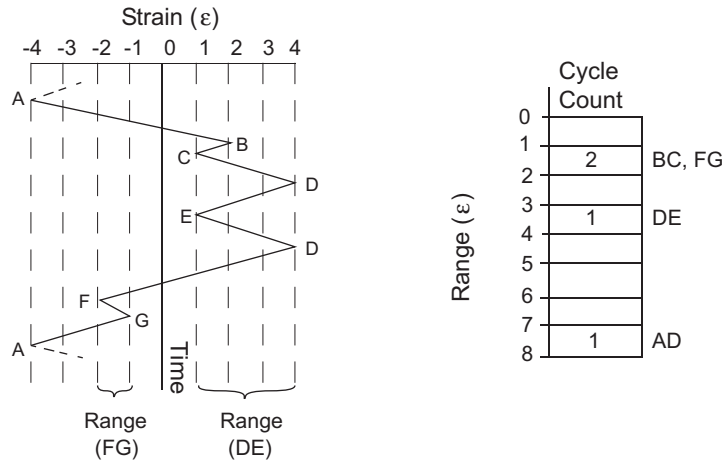 Strain (ε)
-4 -3 -2 -1 0 1 2 3 4
A
B
C
D
E
D
F
G
A
Time
Range
(FG)
Range
(DE)
Cycle
Count
Range (ε)
0
1
2 BC, FG
2
3
1 DE
4
5
6
7
1 AD
8